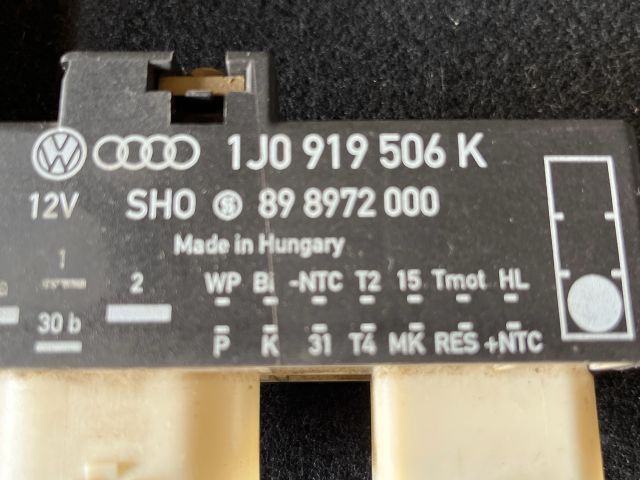 1J0 919 506 K
12V SHO 89 8972 000
Made in Hungary
1
2 WP BL -NTC T2 15 Tmot HL
30 b P K 31 T4 MK RES +NTC